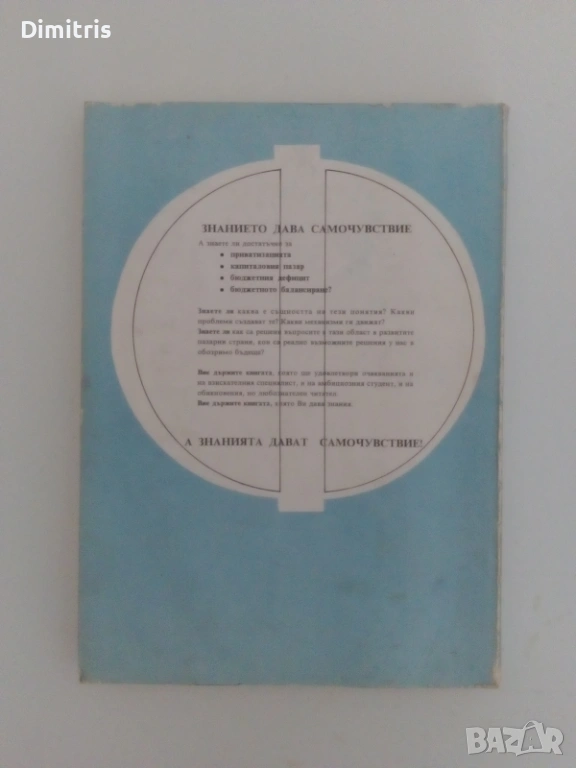 Dimitris
ЗНАНИЕТО ДАВА САМОЧУВСТВИЕ
А знаете ли достатъчно за
• приватизацията
• капиталовия пазар
• бюджетния дефицит
• бюджетното балансиране?
Знаете ли каква е същността на тези понятия? Какви
проблеми създават те? Какви механизми ги движат?
Знаете ли как са решени въпросите в тази област в развитите
пазарни страни, кои са реално възможните решения у нас в
обозримо бъдеще?
Вие държите книгата, която ще удовлетвори очакванията и
на взискателния специалист, и на амбициозния студент, и на
обикновения, но любознателен читател.
Вие държите книгата, която Ви дава знания.
А ЗНАНИЯТА ДАВАТ САМОЧУВСТВИЕ!
BAZAR